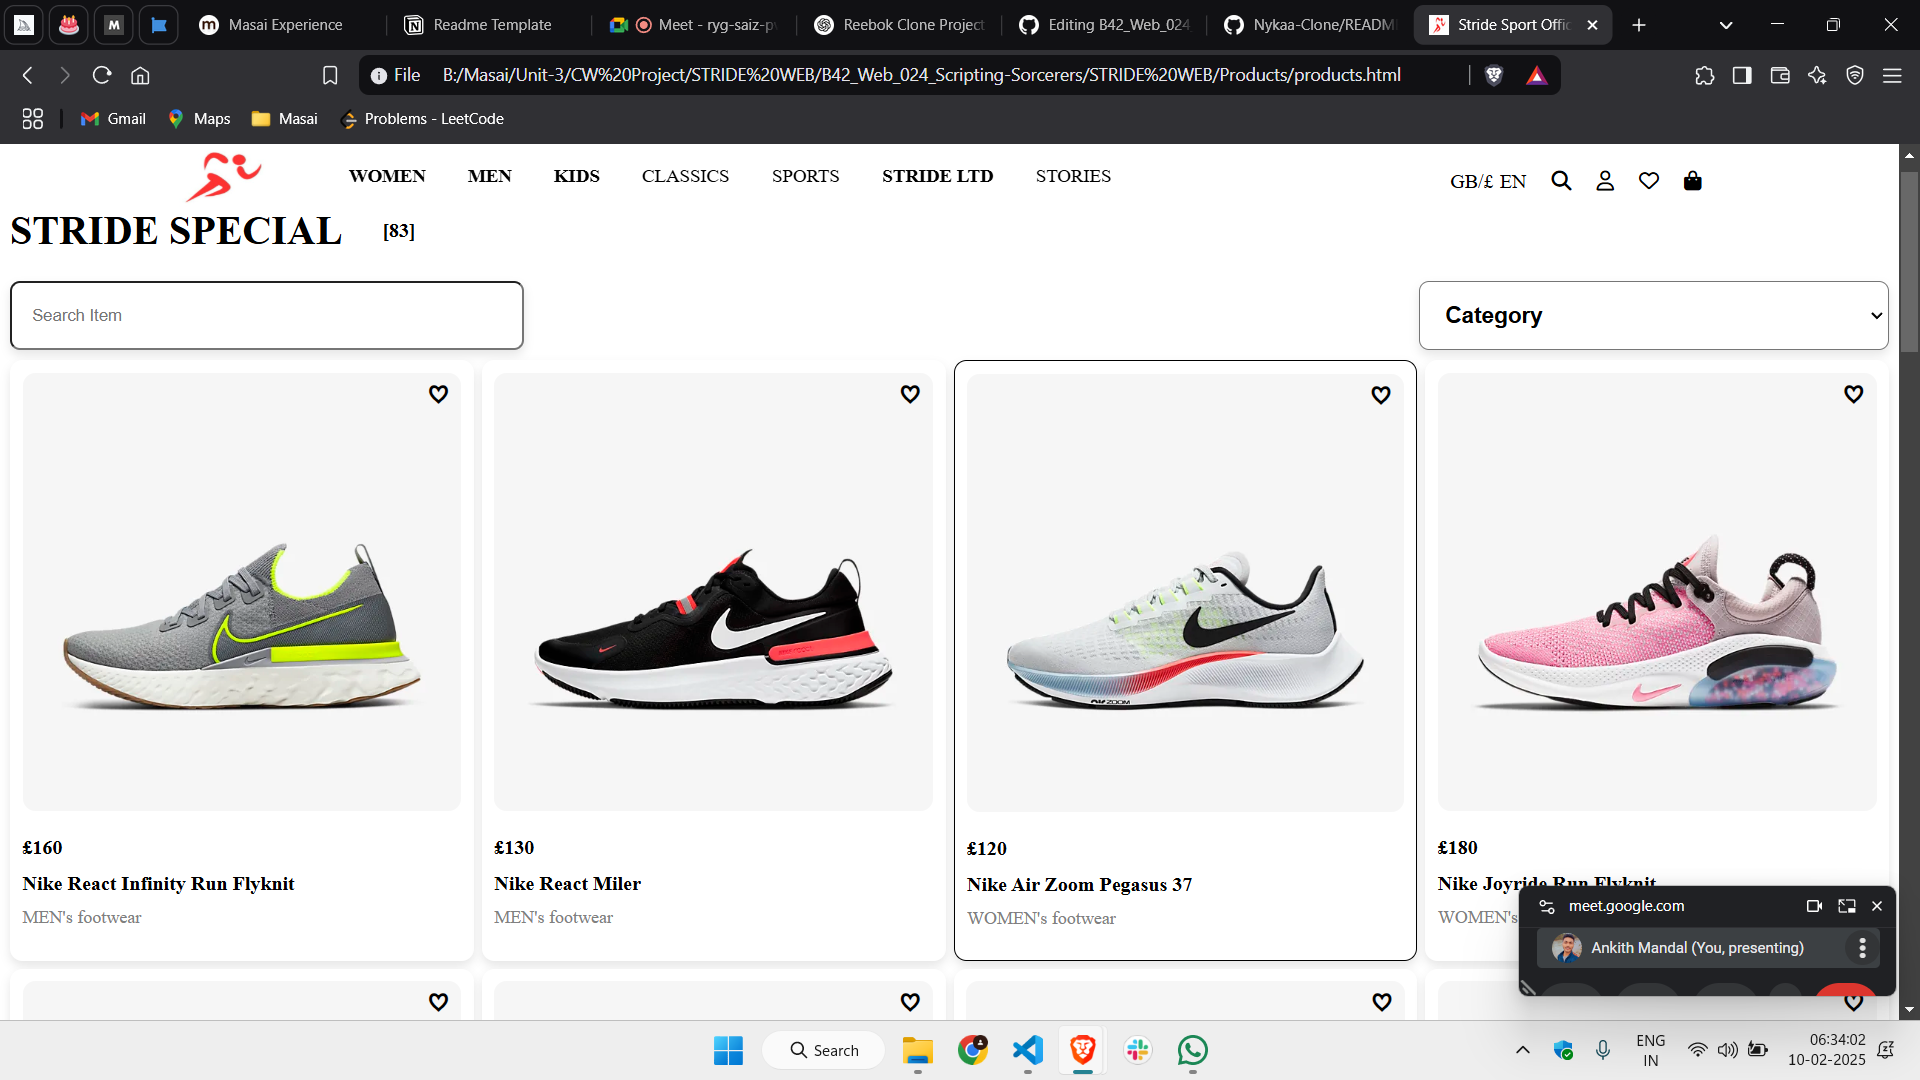 Masai Experience
Readme Template
Meet - ryg-saiz-p
Reebok Clone Project
Editing B42_Web_024
Nykaa-Clone/READM
Stride Sport Offic
File B:/Masai/Unit-3/CW%20Project/STRIDE%20WEB/B42_Web_024_Scripting-Sorcerers/STRIDE%20WEB/Products/products.html
Gmail Maps Masai Problems - LeetCode
WOMEN MEN KIDS CLASSICS SPORTS STRIDE LTD STORIES GB/£ EN
STRIDE SPECIAL [83]
Search Item
Category
£160
Nike React Infinity Run Flyknit
MEN's footwear
£130
Nike React Miler
MEN's footwear
£120
Nike Air Zoom Pegasus 37
WOMEN's footwear
£180
Nike Joyride Run Flyknit
WOMEN's
meet.google.com
Ankith Mandal (You, presenting)
Search
ENG
IN
06:34:02
10-02-2025